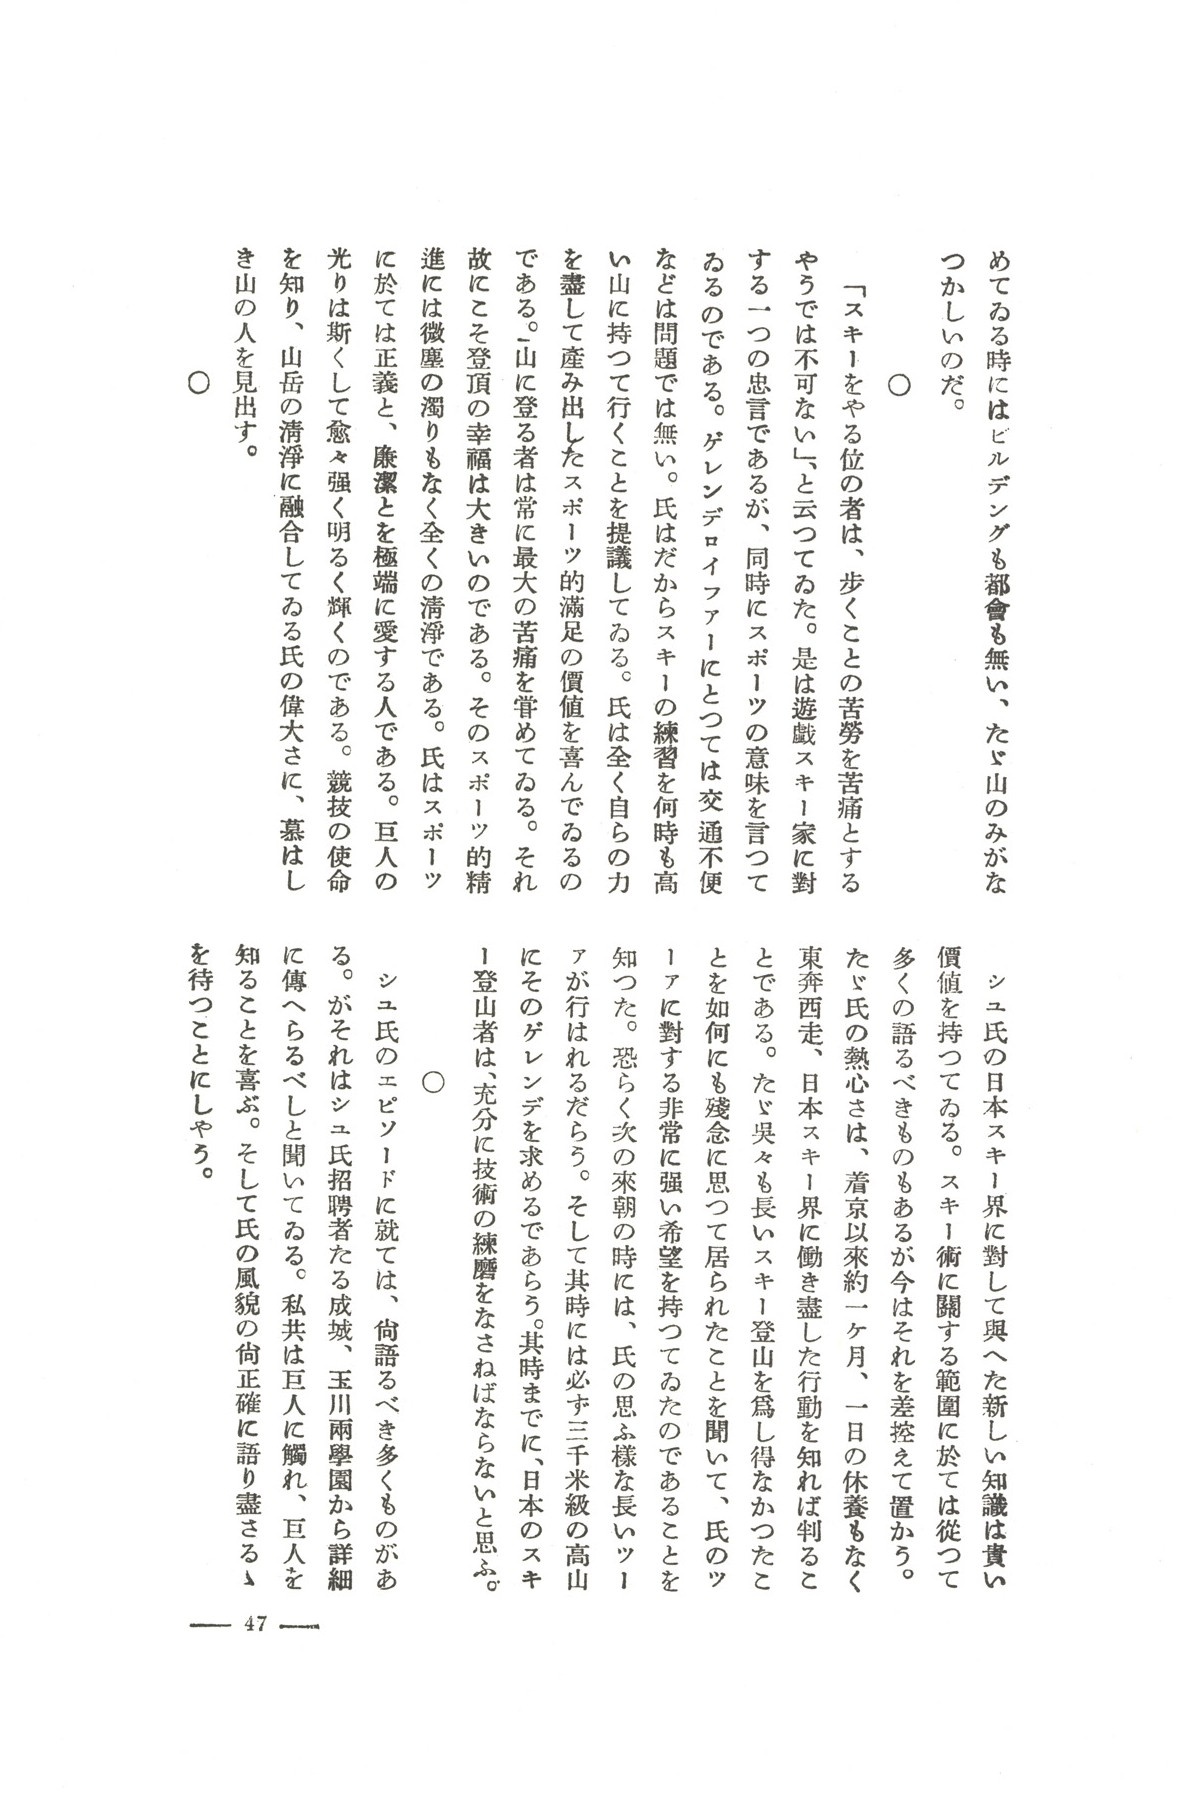 めてゐる時にはビルデングも都會も無い、たゞ山のみがな
つかしいのだ。
○
「スキーをやる位の者は、歩くことの苦勞を苦痛とする
やうでは不可ない」、と云つてゐた。是は遊戯スキー家に對
する一つの忠言であるが、同時にスポーツの意味を言つて
ゐるのである。ゲレンデロイファーにとつては交通不便
などは問題では無い。氏はだからスキーの練習を何時も高
い山に持つて行くことを提議してゐる。氏は全く自らの力
を盡して產み出したスポーツ的滿足の價値を喜んでゐるの
である。山に登る者は常に最大の苦痛を甞めてゐる。それ
故にこそ登頂の幸福は大きいのである。そのスポーツ的精
進には微塵の濁りもなく全くの淸淨である。氏はスポーツ
に於ては正義と、廉潔とを極端に愛する人である。巨人の
光りは斯くして愈々强く明るく輝くのである。競技の使命
を知り、山岳の淸淨に融合してゐる氏の偉大さに、慕はし
き山の人を見出す。
○
シユ氏の日本スキー界に對して與へた新しい知識は貴い
價値を持つてゐる。スキー術に關する範圍に於ては從つて
多くの語るべきものもあるが今はそれを差控えて置かう。
たゞ氏の熱心さは、着京以來約一ケ月、一日の休養もなく
東奔西走、日本スキー界に働き盡した行動を知れば判るこ
とである。たゞ吳々も長いスキー登山を爲し得なかつたこ
とを如何にも殘念に思つて居られたことを聞いて、氏のツ
ーアに對する非常に强い希望を持つてゐたのであることを
知つた。恐らく次の來朝の時には、氏の思ふ樣な長いツー
アが行はれるだらう。そして其時には必ず三千米級の高山
にそのゲレンデを求めるであらう。其時までに、日本のスキ
ー登山者は、充分に技術の練磨をなさねばならないと思ふ。
○
シユ氏のエピソードに就ては、尙語るべき多くものがあ
る。がそれはシユ氏招聘者たる成城、玉川兩學園から詳細
に傳へらるべしと聞いてゐる。私共は巨人に觸れ、巨人を
知ることを喜ぶ。そして氏の風貌の尙正確に語り盡さるゝ
を待つことにしやう。
— 47 —